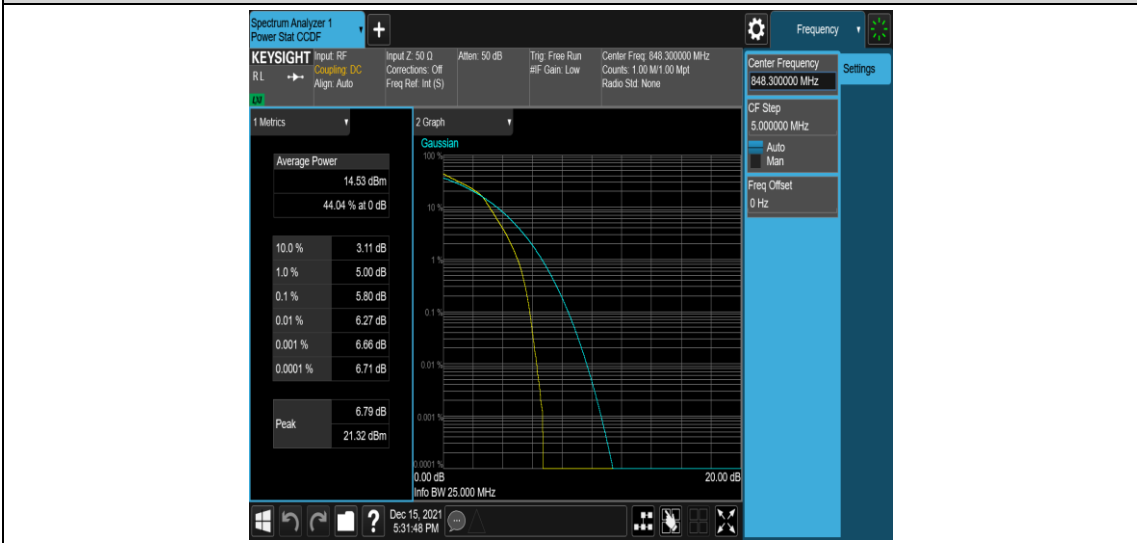 Spectrum Analyzer 1
Power Stat CCDF
Frequency
KEYSIGHT
R L
LXI
Input: RF
Coupling: DC
Align: Auto
Input Z: 50 Ω
Corrections: Off
Freq Ref: Int (S)
Atten: 50 dB
Trig: Free Run
#IF Gain: Low
Center Freq: 848.300000 MHz
Counts: 1.00 M/1.00 Mpt
Radio Std: None
Center Frequency
848.300000 MHz
Settings
CF Step
5.000000 MHz
Auto
Man
Freq Offset
0 Hz
1 Metrics
Average Power
14.53 dBm
44.04 % at 0 dB
10.0 % 3.11 dB
1.0 % 5.00 dB
0.1 % 5.80 dB
0.01 % 6.27 dB
0.001 % 6.66 dB
0.0001 % 6.71 dB
Peak
6.79 dB
21.32 dBm
2 Graph
Gaussian
100 %
10 %
1 %
0.1 %
0.01 %
0.001 %
0.0001 %
0.00 dB 20.00 dB
Info BW 25.000 MHz
Dec 15, 2021
5:31:48 PM